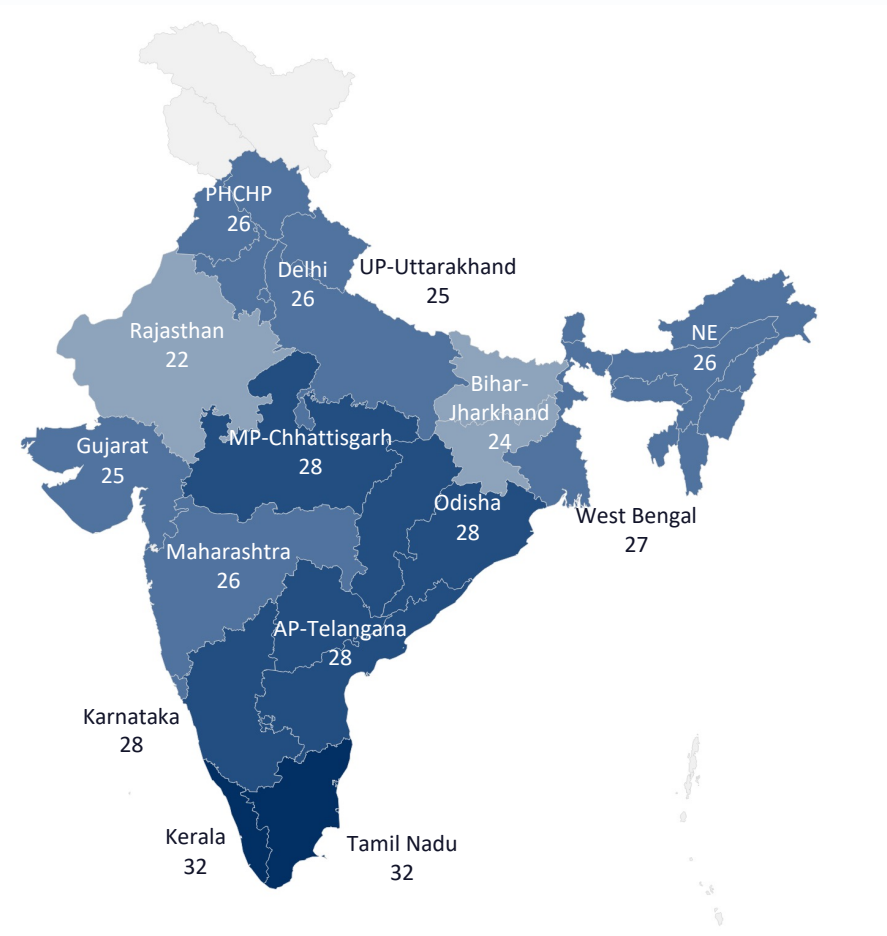 PHCHP
26
Delhi
26
UP-Uttarakhand
25
Rajasthan
22
NE
26
Bihar-
Jharkhand
24
Gujarat
25
MP-Chhattisgarh
28
Odisha
28
West Bengal
27
Maharashtra
26
AP-Telangana
28
Karnataka
28
Kerala
32
Tamil Nadu
32